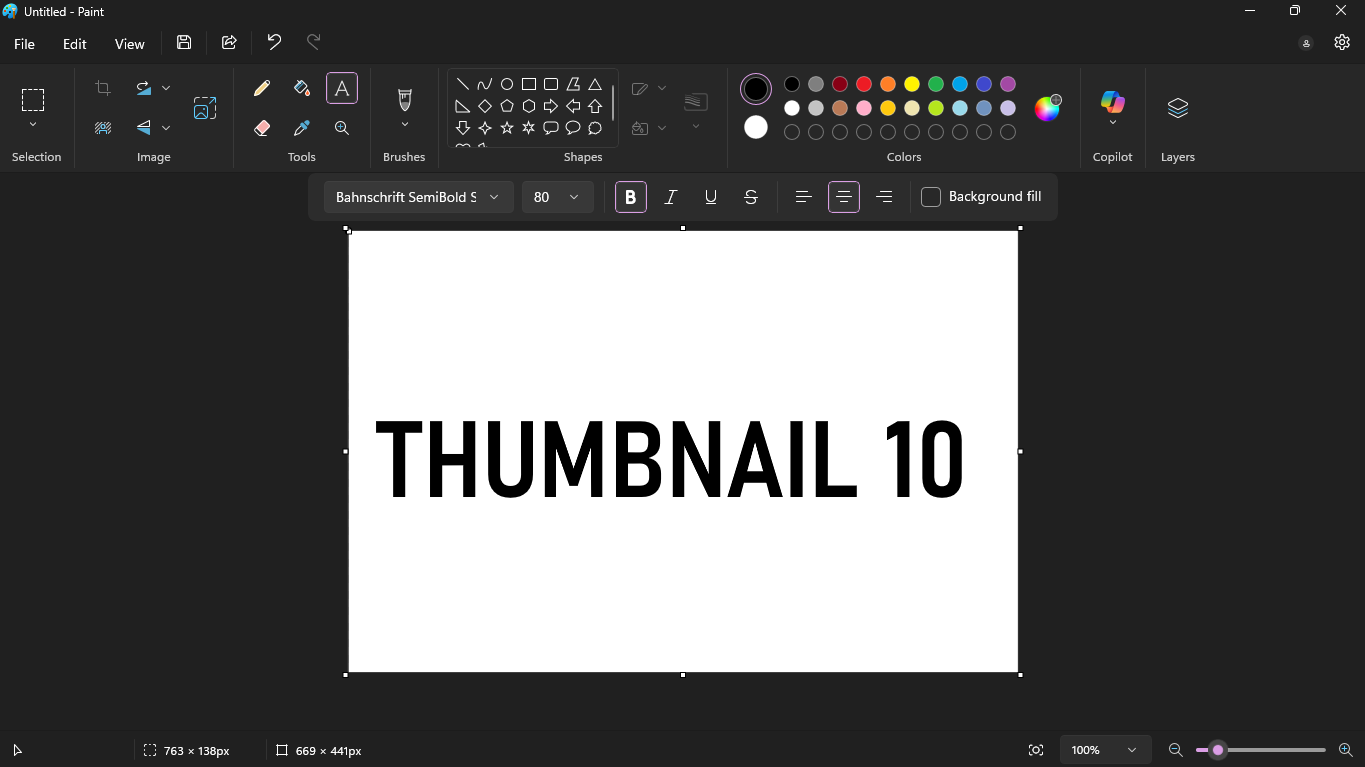 Untitled - Paint
File Edit View
Selection Image Tools Brushes Shapes Colors Copilot Layers
Bahnschrift SemiBold S 80 B I U S Background fill
THUMBNAIL 10
763 × 138px 669 × 441px 100%